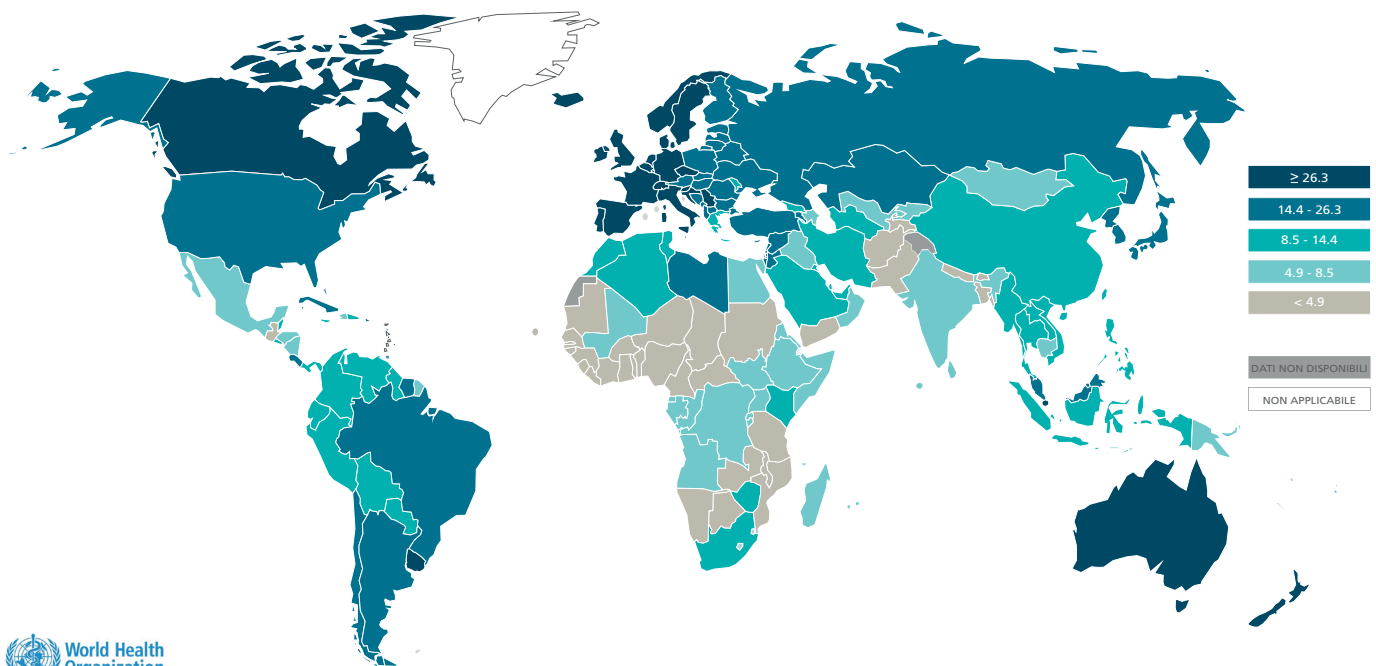 ≥ 26.3
14.4 - 26.3
8.5 - 14.4
4.9 - 8.5
< 4.9
DATI NON DISPONIBILI
NON APPLICABILE
World Health
Organization